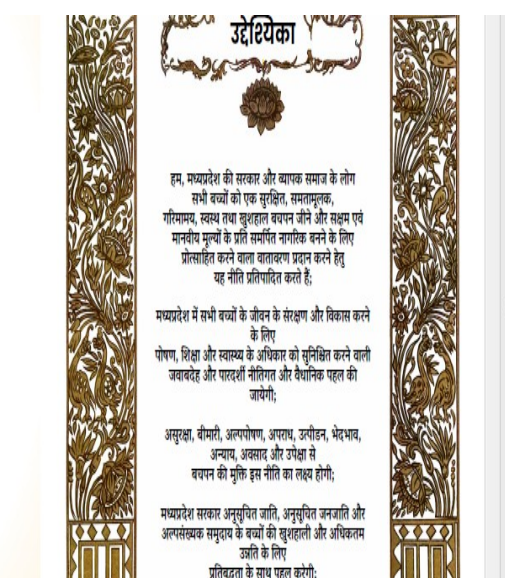 उद्देश्यिका
हम, मध्यप्रदेश की सरकार और व्यापक समाज के लोग
सभी बच्चों को एक सुरक्षित, समतामूलक,
गरिमामय, स्वस्थ तथा खुशहाल बचपन जीने और सक्षम एवं
मानवीय मूल्यों के प्रति समर्पित नागरिक बनने के लिए
प्रोत्साहित करने वाला वातावरण प्रदान करने हेतु
यह नीति प्रतिपादित करते हैं;
मध्यप्रदेश में सभी बच्चों के जीवन के संरक्षण और विकास करने
के लिए
पोषण, शिक्षा और स्वास्थ्य के अधिकार को सुनिश्चित करने वाली
जवाबदेह और पारदर्शी नीतिगत और वैधानिक पहल की
जायेगी;
असुरक्षा, बीमारी, अल्पपोषण, अपराध, उत्पीडन, भेदभाव,
अन्याय, अवसाद और उपेक्षा से
बचपन की मुक्ति इस नीति का लक्ष्य होगी;
मध्यप्रदेश सरकार अनुसूचित जाति, अनुसूचित जनजाति और
अल्पसंख्यक समुदाय के बच्चों की खुशहाली और अधिकतम
उन्नति के लिए
प्रतिबद्धता के साथ पहल करेगी;